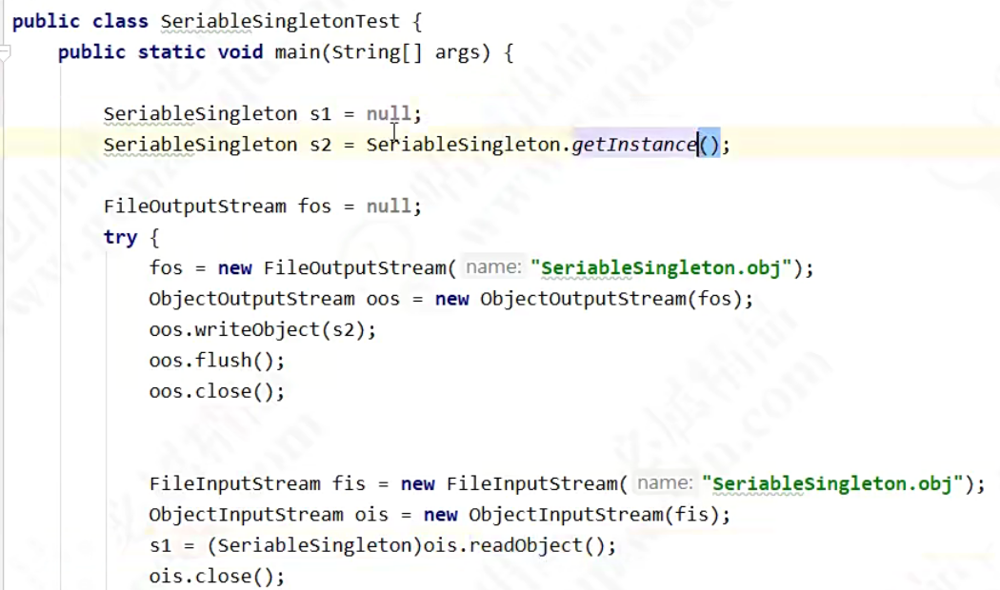 public class SeriableSingletonTest {
public static void main(String[] args) {
SeriableSingleton s1 = null;
SeriableSingleton s2 = SeriableSingleton.getInstance();
FileOutputStream fos = null;
try {
fos = new FileOutputStream( name: "SeriableSingleton.obj");
ObjectOutputStream oos = new ObjectOutputStream(fos);
oos.writeObject(s2);
oos.flush();
oos.close();
FileInputStream fis = new FileInputStream( name: "SeriableSingleton.obj");
ObjectInputStream ois = new ObjectInputStream(fis);
s1 = (SeriableSingleton)ois.readObject();
ois.close();